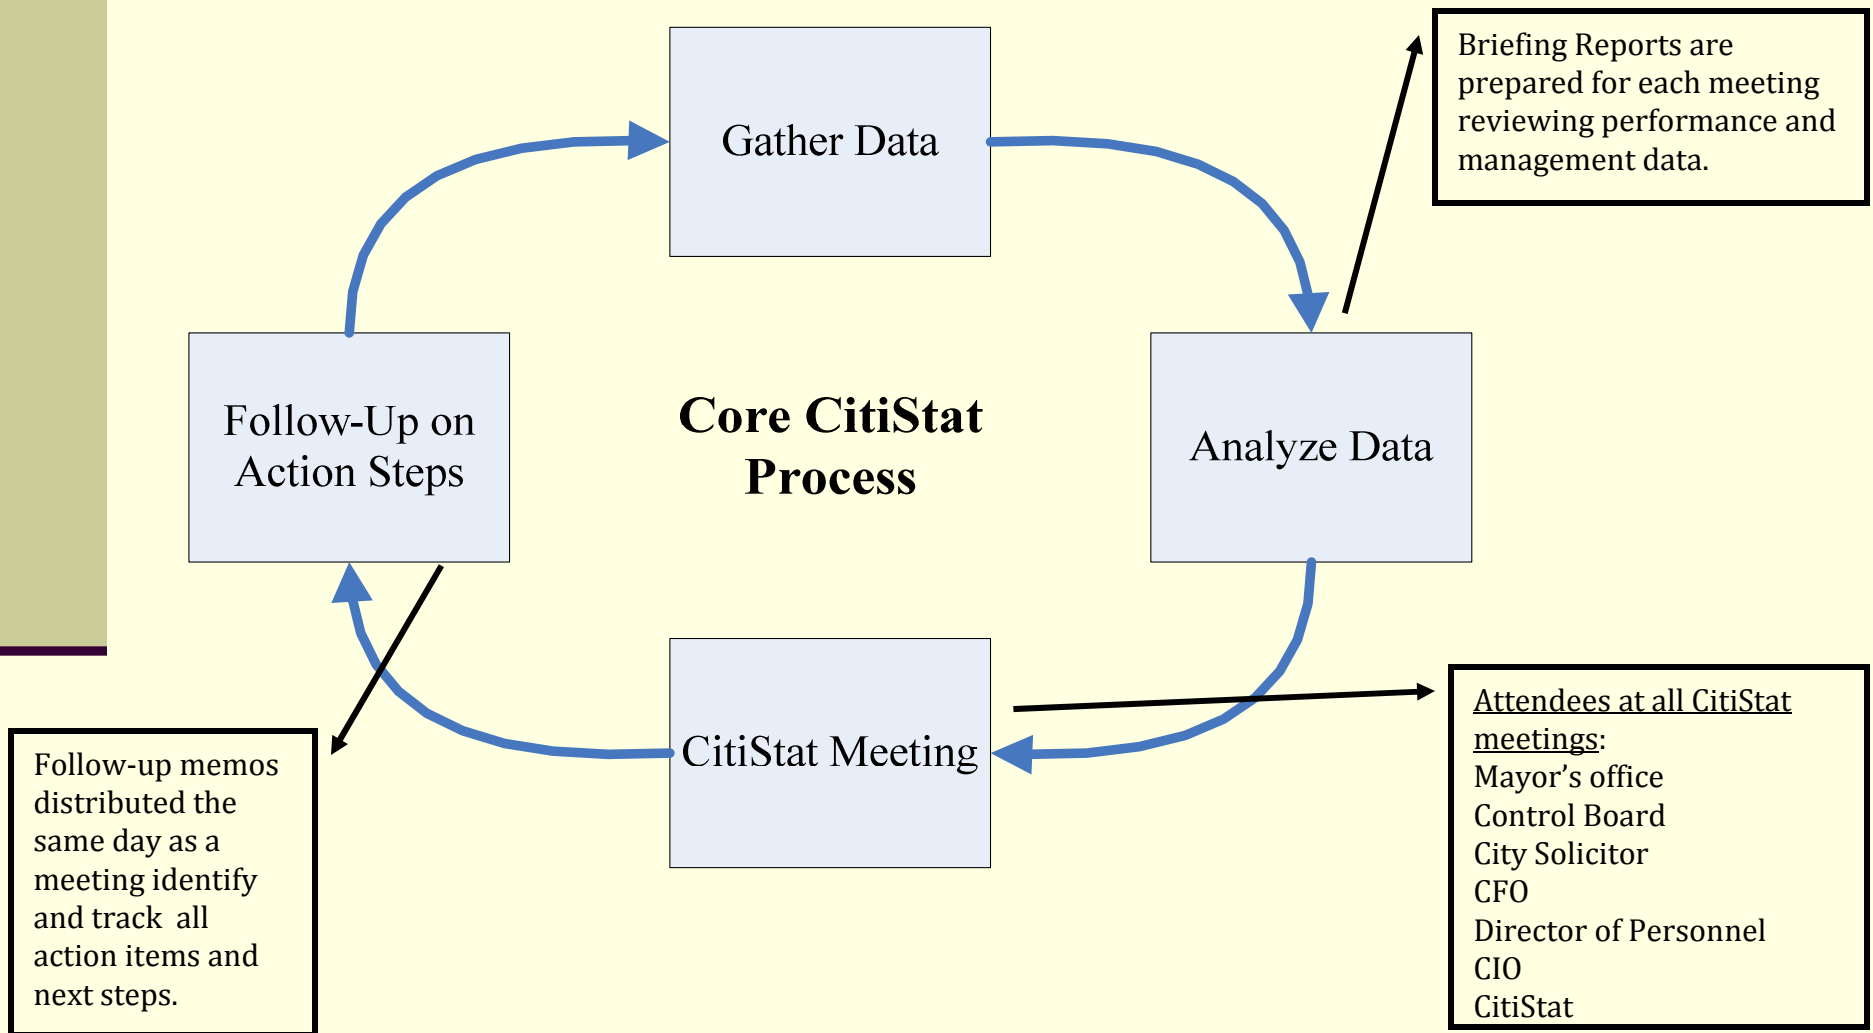 Gather Data
Briefing Reports are
prepared for each meeting
reviewing performance and
management data.
Follow-Up on
Action Steps
Core CitiStat
Process
Analyze Data
CitiStat Meeting
Follow-up memos
distributed the
same day as a
meeting identify
and track all
action items and
next steps.
Attendees at all CitiStat
meetings:
Mayor’s office
Control Board
City Solicitor
CFO
Director of Personnel
CIO
CitiStat